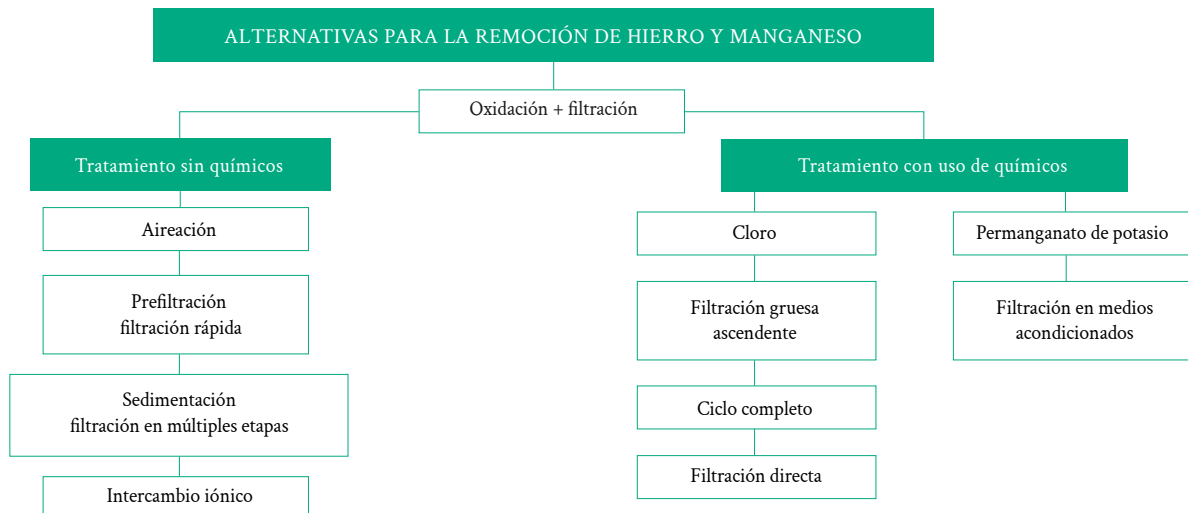 ALTERNATIVAS PARA LA REMOCIÓN DE HIERRO Y MANGANESO
Oxidación + filtración
Tratamiento sin químicos
Aireación
Prefiltración
filtración rápida
Sedimentación
filtración en múltiples etapas
Intercambio iónico
Tratamiento con uso de químicos
Cloro
Filtración gruesa
ascendente
Ciclo completo
Filtración directa
Permanganato de potasio
Filtración en medios
acondicionados